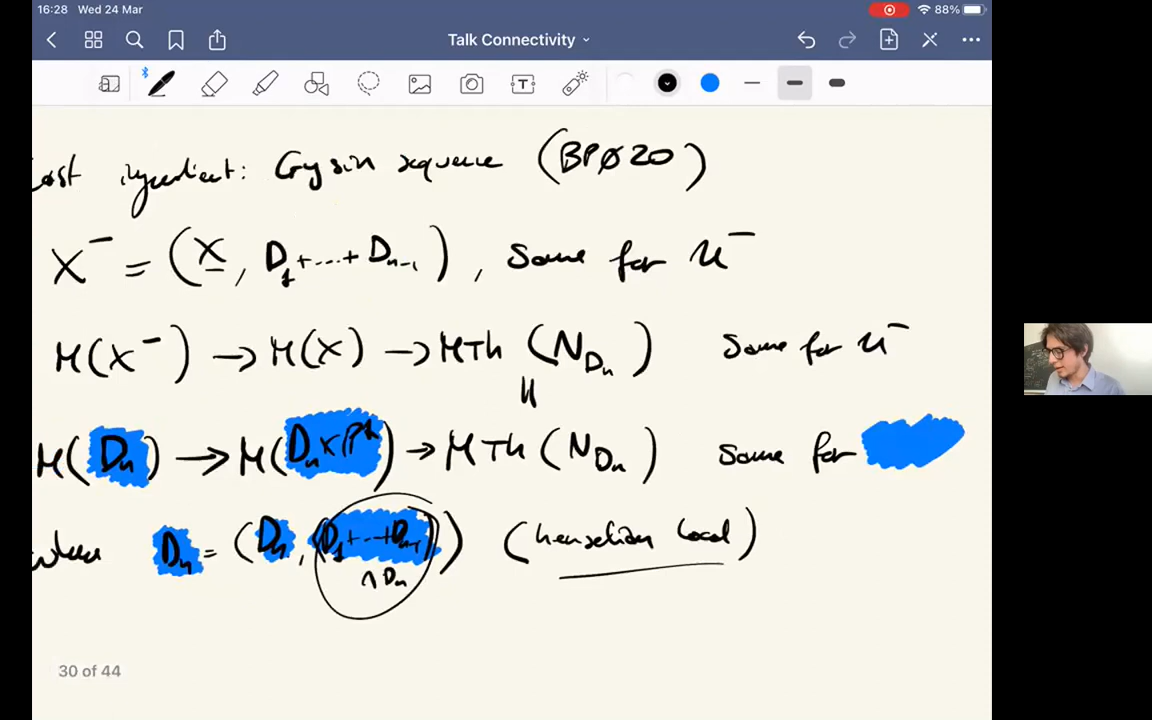 16:28 Wed 24 Mar 88%
Talk Connectivity
Last ingredient: Gysin sequence (BPØ20)
X⁻ = (X, D₁+...+Dₙ₋₁), Same for U⁻
M(X⁻) → M(X) → MTh(N_Dₙ) Same for U⁻
||
M(Dₙ) → M(Dₙ×P¹) → MTh(N_Dₙ) Same for
where Dₙ = (Dₙ, (D₁+...+Dₙ₋₁)) (henselian local)
∩ Dₙ
30 of 44